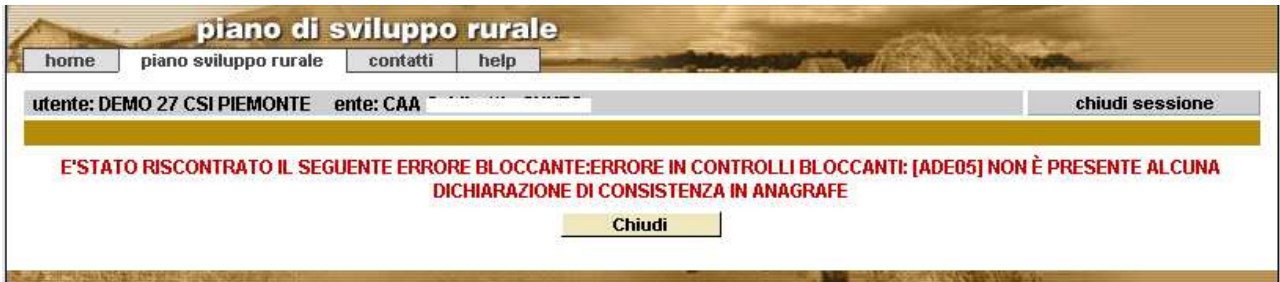 piano di sviluppo rurale
home piano sviluppo rurale contatti help
utente: DEMO 27 CSI PIEMONTE ente: CAA chiudi sessione
E'STATO RISCONTRATO IL SEGUENTE ERRORE BLOCCANTE:ERRORE IN CONTROLLI BLOCCANTI: [ADE05] NON È PRESENTE ALCUNA
DICHIARAZIONE DI CONSISTENZA IN ANAGRAFE
Chiudi